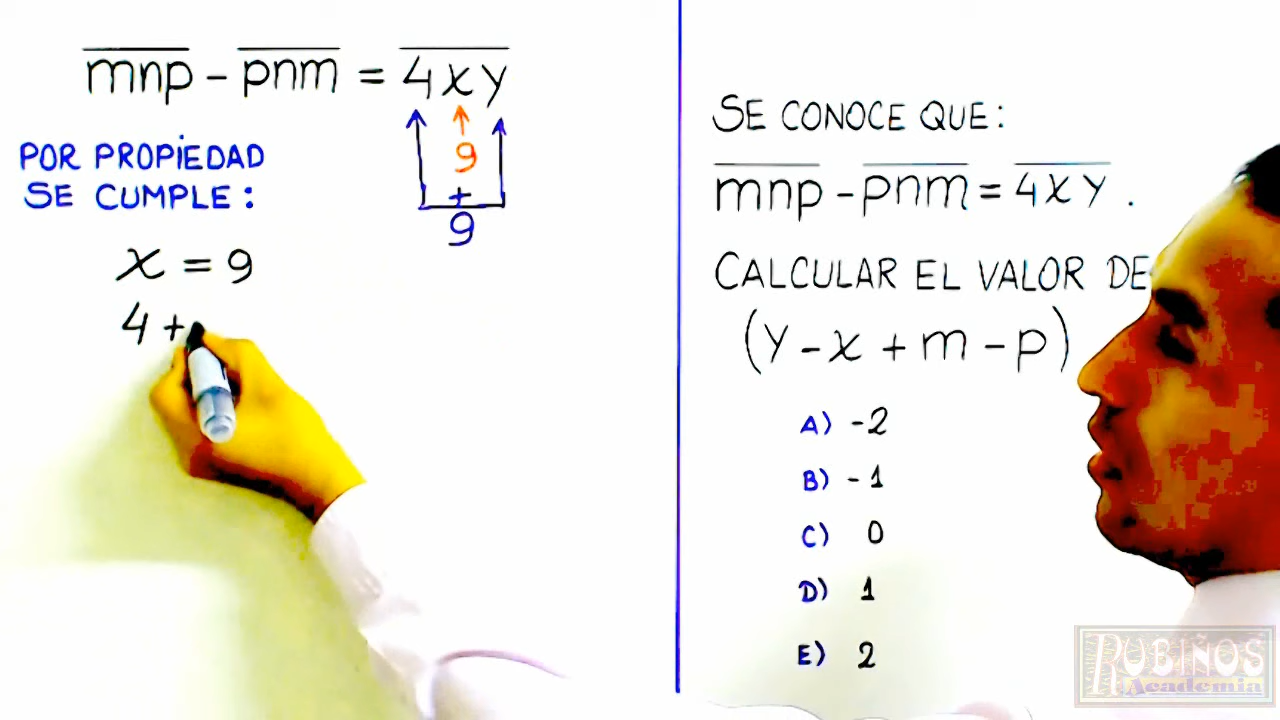 mnp - pnm = 4xy
9
+
9
POR PROPIEDAD
SE CUMPLE:
x = 9
4 +
SE CONOCE QUE:
mnp - pnm = 4xy.
CALCULAR EL VALOR DE
(y - x + m - p)
A) -2
B) -1
C) 0
D) 1
E) 2
RUBIÑOS
Academia